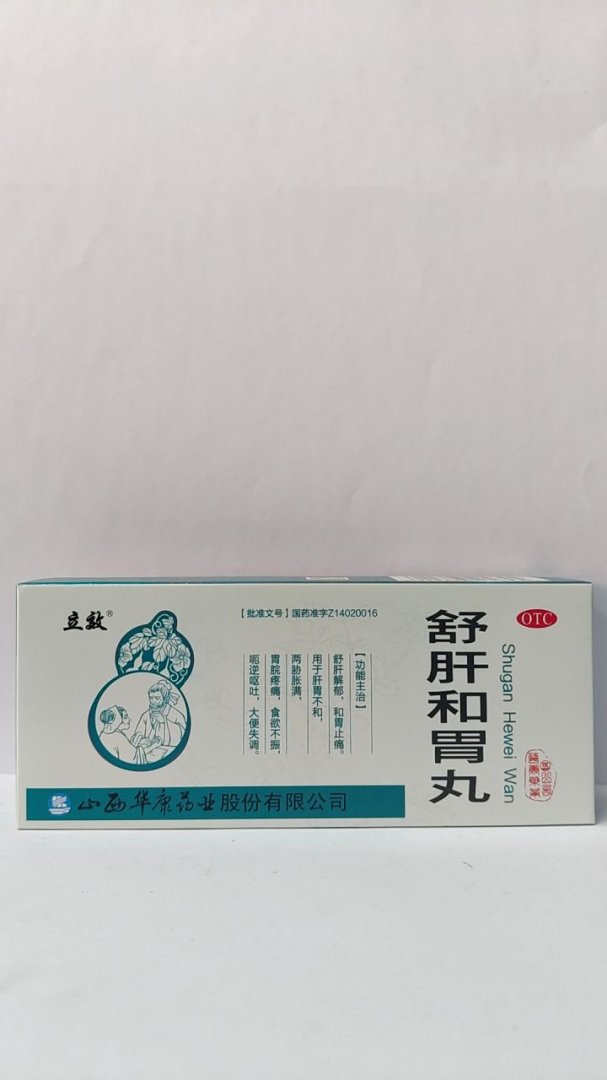 立效®
【批准文号】国药准字Z14020016
【功能主治】
舒肝解郁，和胃止痛。
用于肝胃不和，
两胁胀满，
胃脘疼痛，食欲不振，
呃逆呕吐，大便失调。
舒肝和胃丸
Shugan Hewei Wan
OTC
山西华康药业股份有限公司